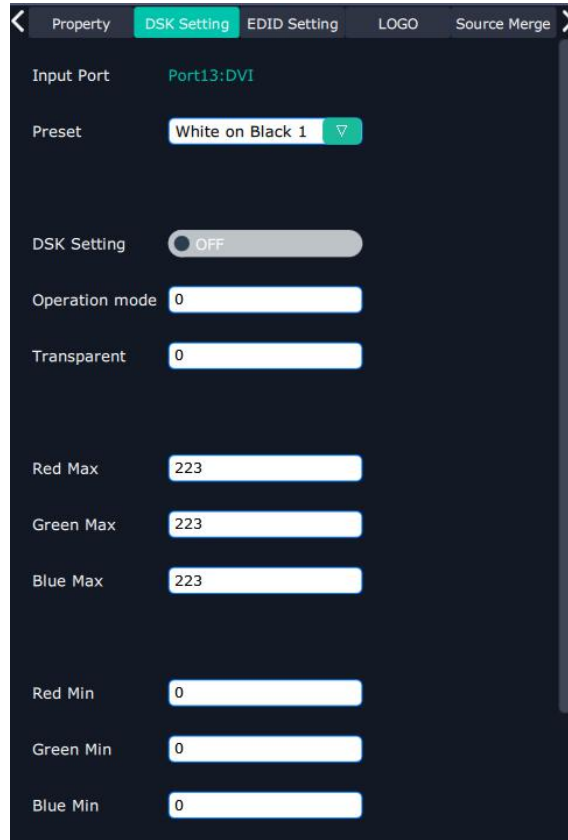 Property DSK Setting EDID Setting LOGO Source Merge
Input Port Port13:DVI
Preset White on Black 1
DSK Setting OFF
Operation mode 0
Transparent 0
Red Max 223
Green Max 223
Blue Max 223
Red Min 0
Green Min 0
Blue Min 0